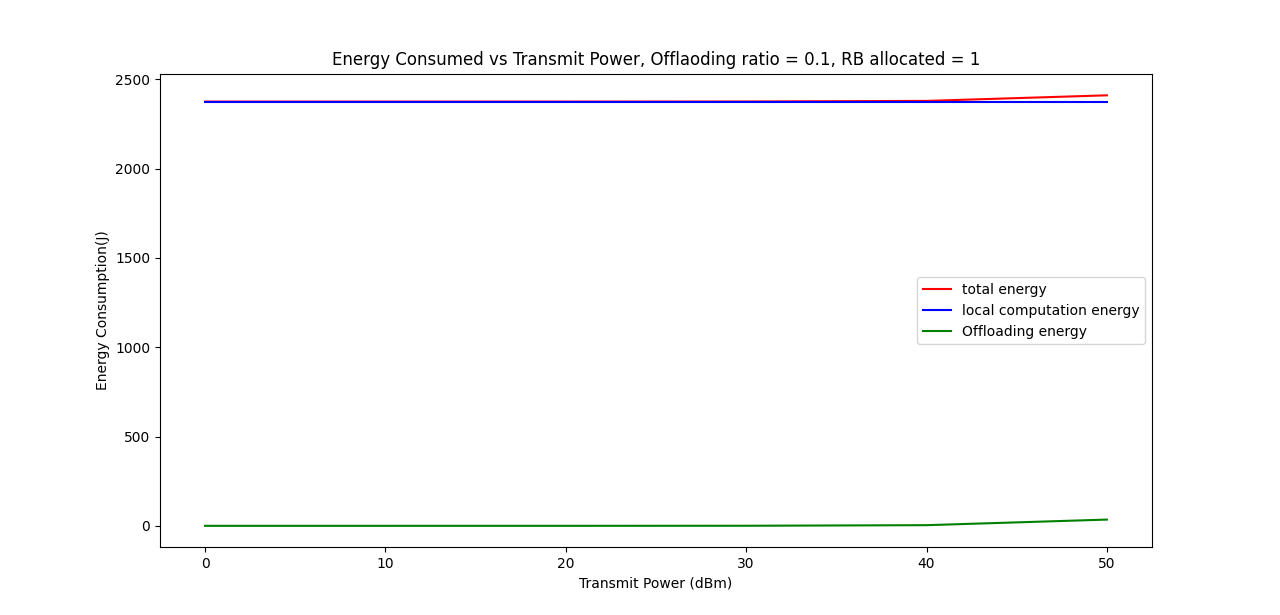 Energy Consumed vs Transmit Power, Offlaoding ratio = 0.1, RB allocated = 1
2500
2000
1500
1000
500
0
Energy Consumption(J)
total energy
local computation energy
Offloading energy
0 10 20 30 40 50
Transmit Power (dBm)